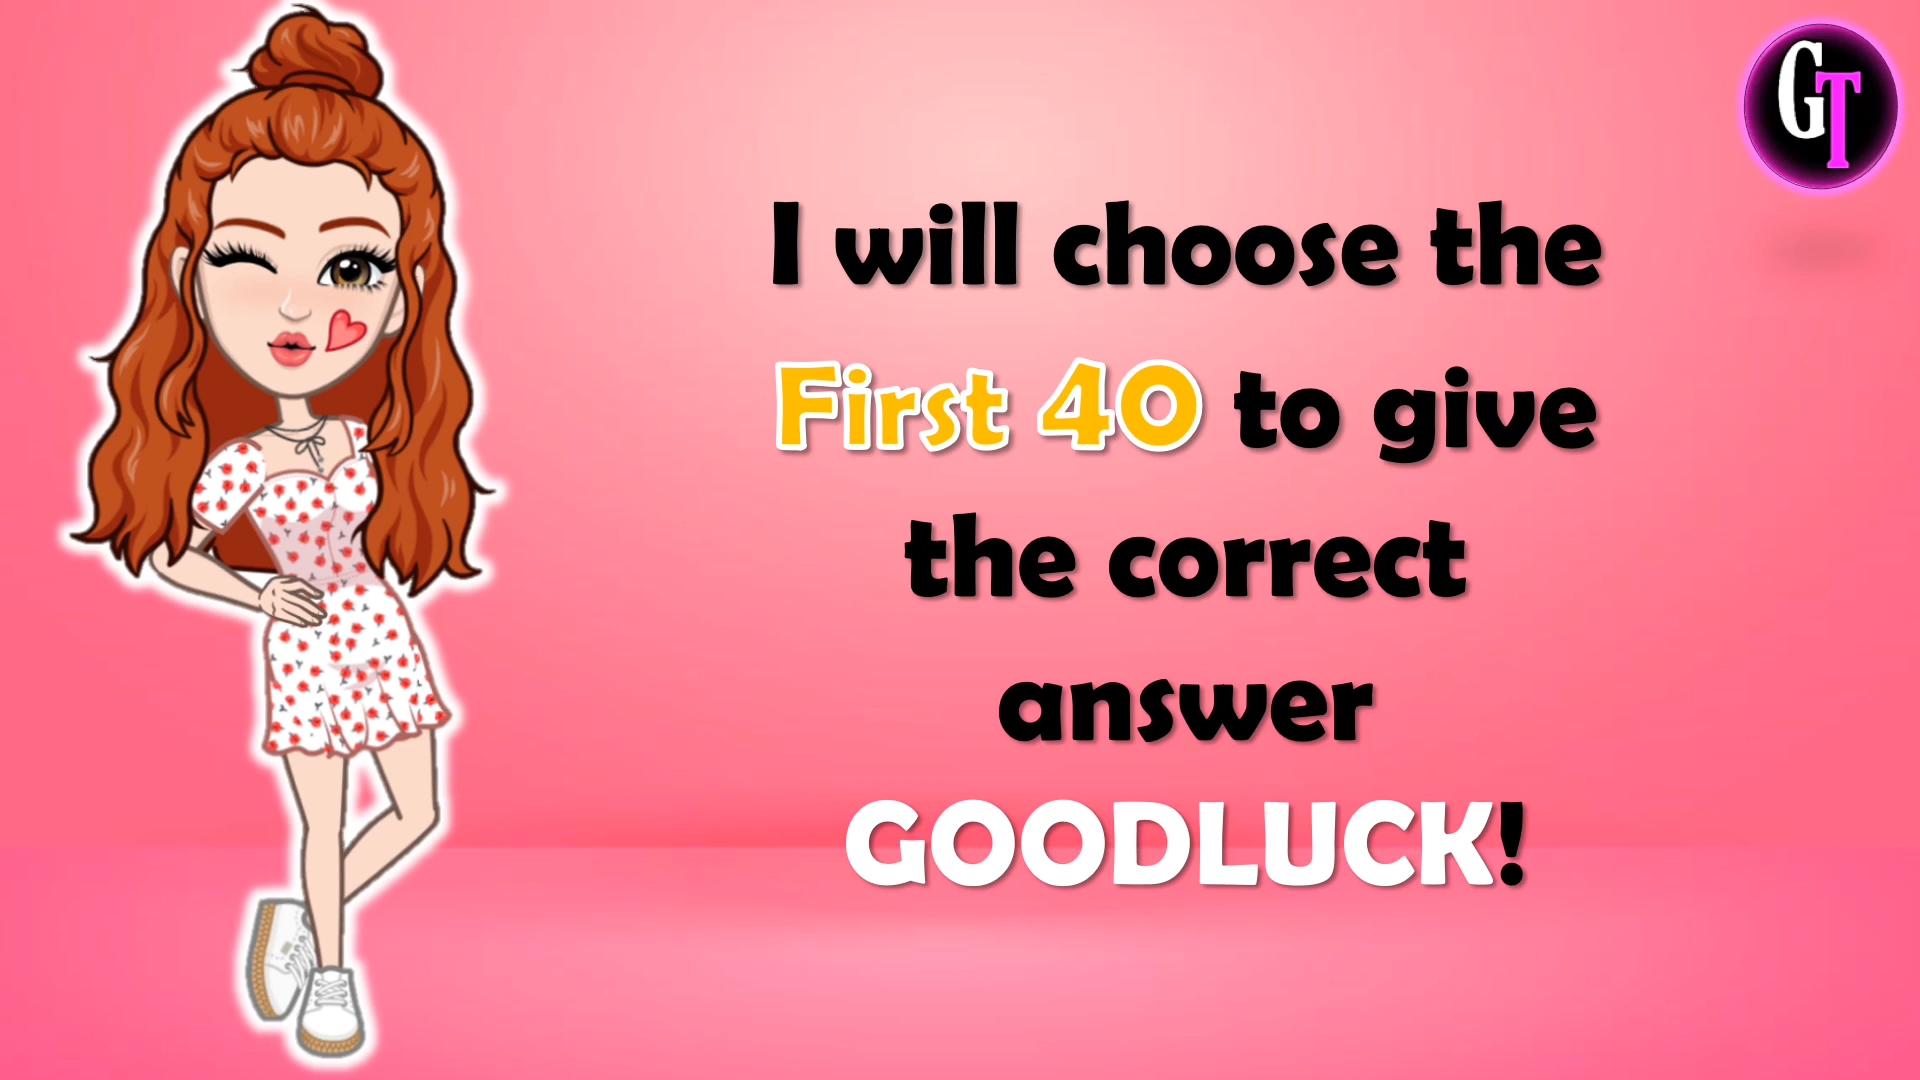 GT
I will choose the
First 40 to give
the correct
answer
GOODLUCK!